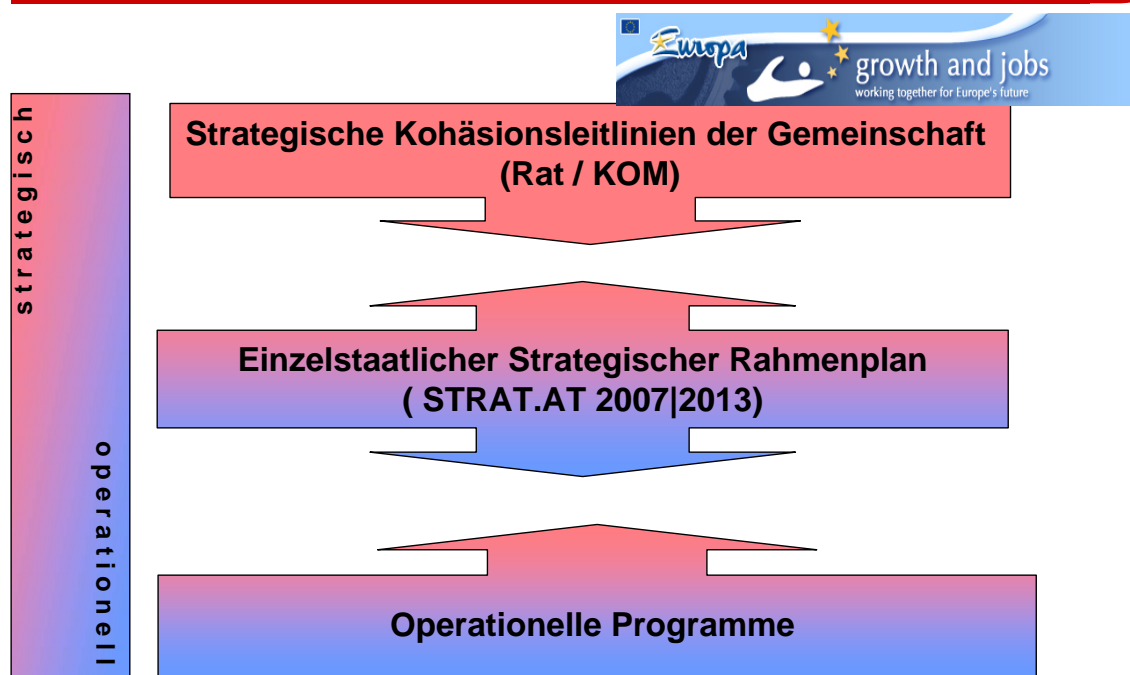 Europa
growth and jobs
working together for Europe's future
strategisch
Strategische Kohäsionsleitlinien der Gemeinschaft
(Rat / KOM)
Einzelstaatlicher Strategischer Rahmenplan
( STRAT.AT 2007|2013)
operationell
Operationelle Programme